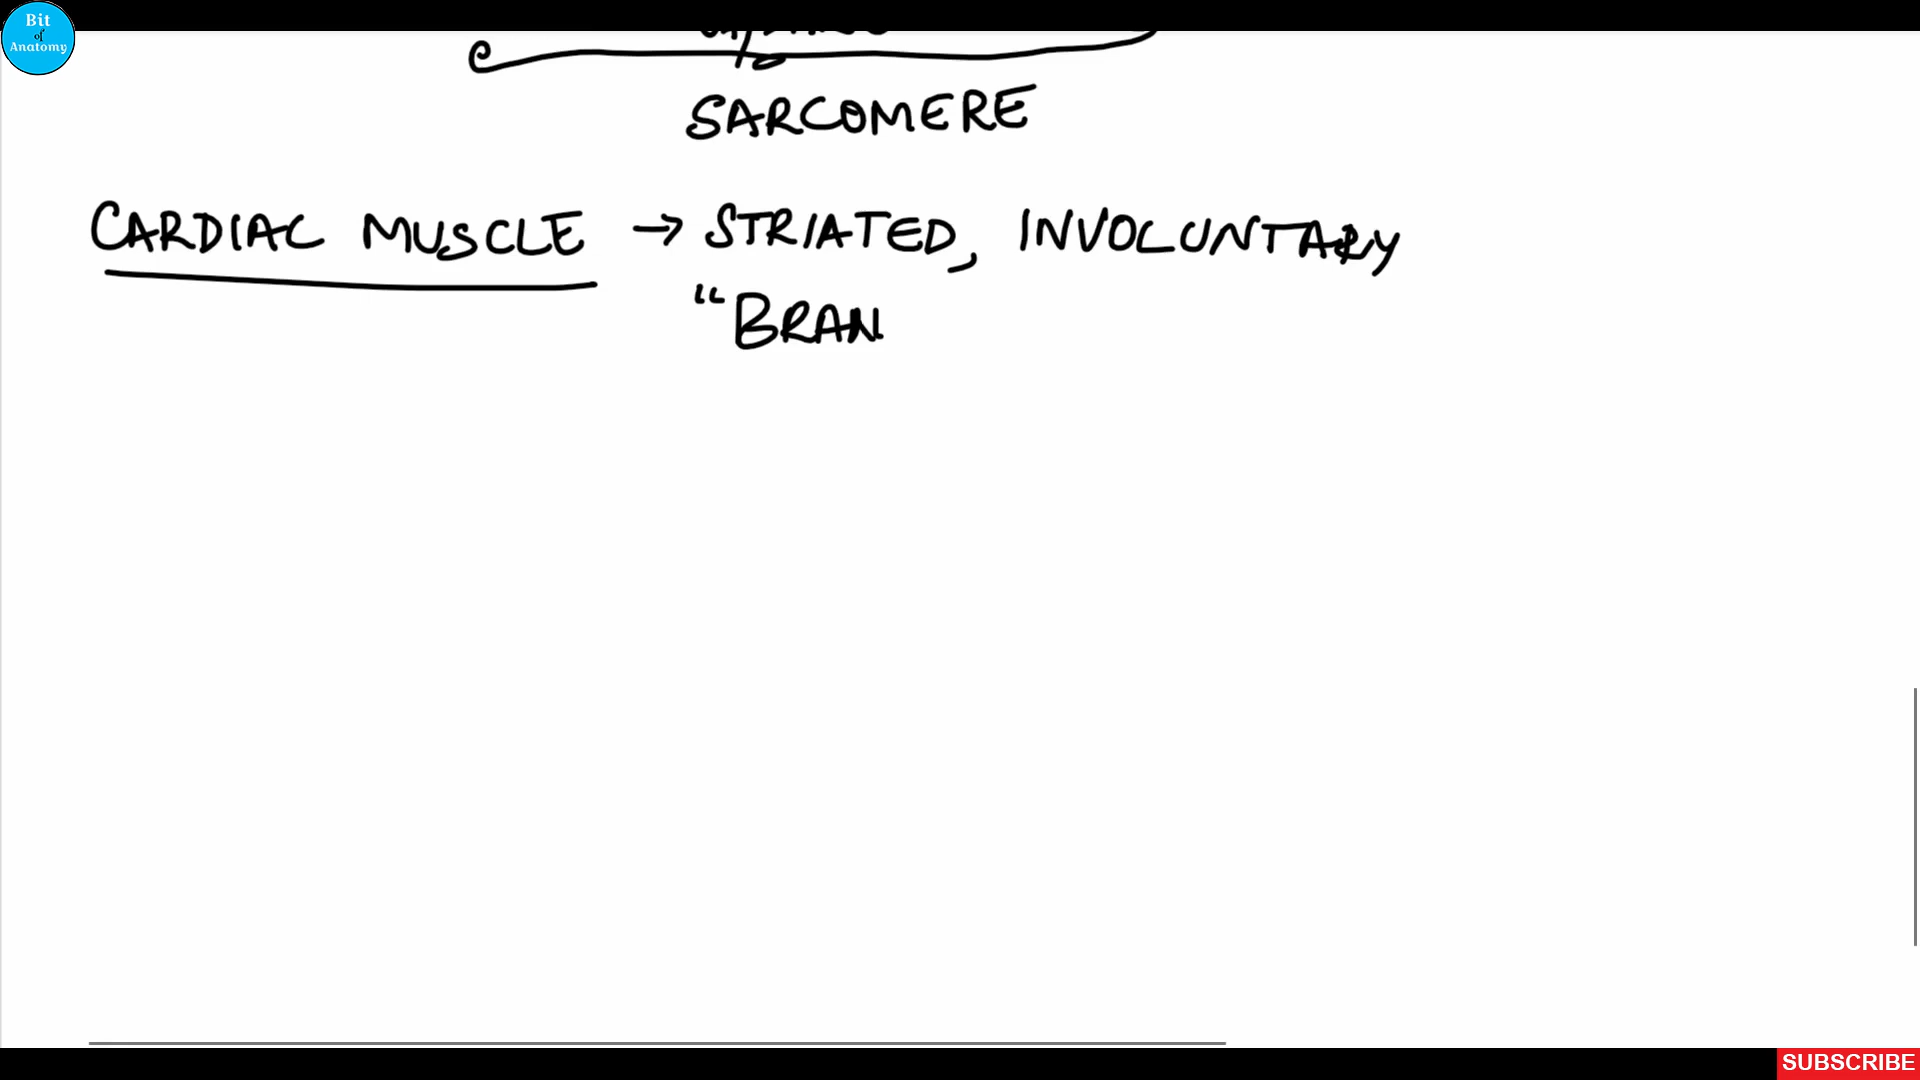 Bit
of
Anatomy
SARCOMERE
CARDIAC MUSCLE → STRIATED, INVOLUNTARY
"BRAN
SUBSCRIBE